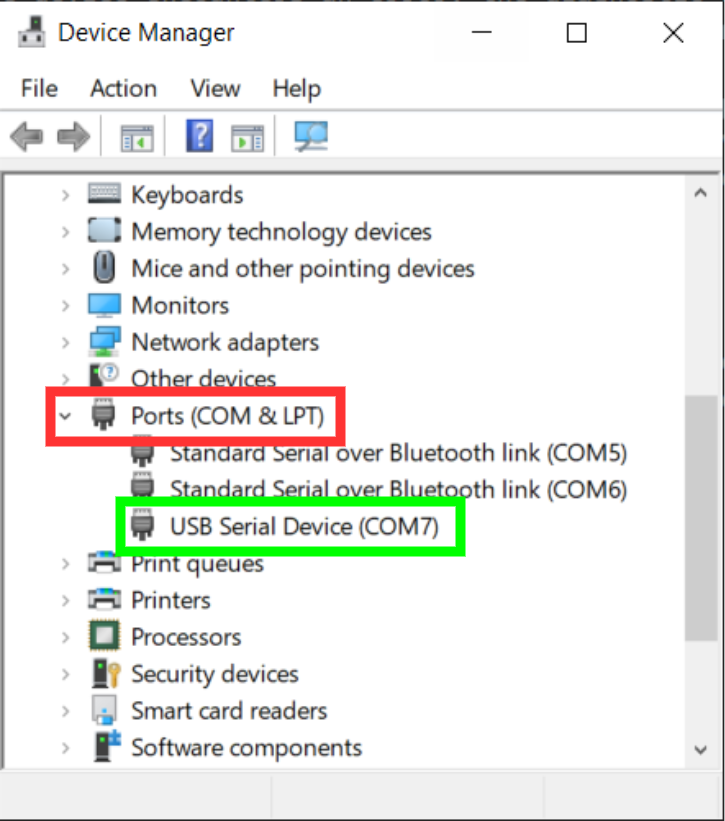 Device Manager
File Action View Help
Keyboards
Memory technology devices
Mice and other pointing devices
Monitors
Network adapters
Other devices
Ports (COM & LPT)
Standard Serial over Bluetooth link (COM5)
Standard Serial over Bluetooth link (COM6)
USB Serial Device (COM7)
Print queues
Printers
Processors
Security devices
Smart card readers
Software components